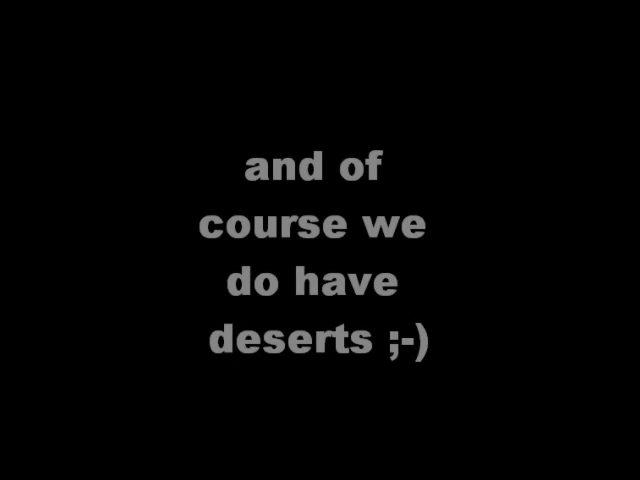 and of
course we
do have
deserts ;-)